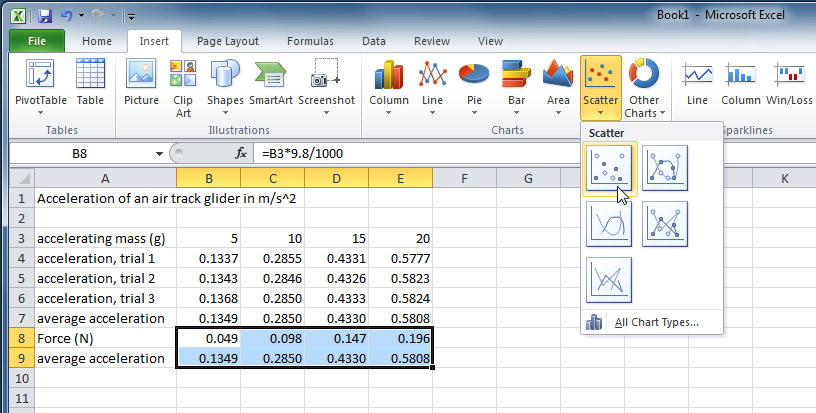 Book1 - Microsoft Excel
File Home Insert Page Layout Formulas Data Review View
PivotTable Table Picture Clip Art Shapes SmartArt Screenshot Column Line Pie Bar Area Scatter Other Charts Line Column Win/Loss
Tables Illustrations Charts Sparklines
B8 fx =B3*9.8/1000
Scatter
All Chart Types...
A B C D E F G K
1 Acceleration of an air track glider in m/s^2
2
3 accelerating mass (g) 5 10 15 20
4 acceleration, trial 1 0.1337 0.2855 0.4331 0.5777
5 acceleration, trial 2 0.1343 0.2846 0.4326 0.5823
6 acceleration, trial 3 0.1368 0.2850 0.4333 0.5824
7 average acceleration 0.1349 0.2850 0.4330 0.5808
8 Force (N) 0.049 0.098 0.147 0.196
9 average acceleration 0.1349 0.2850 0.4330 0.5808
10
11